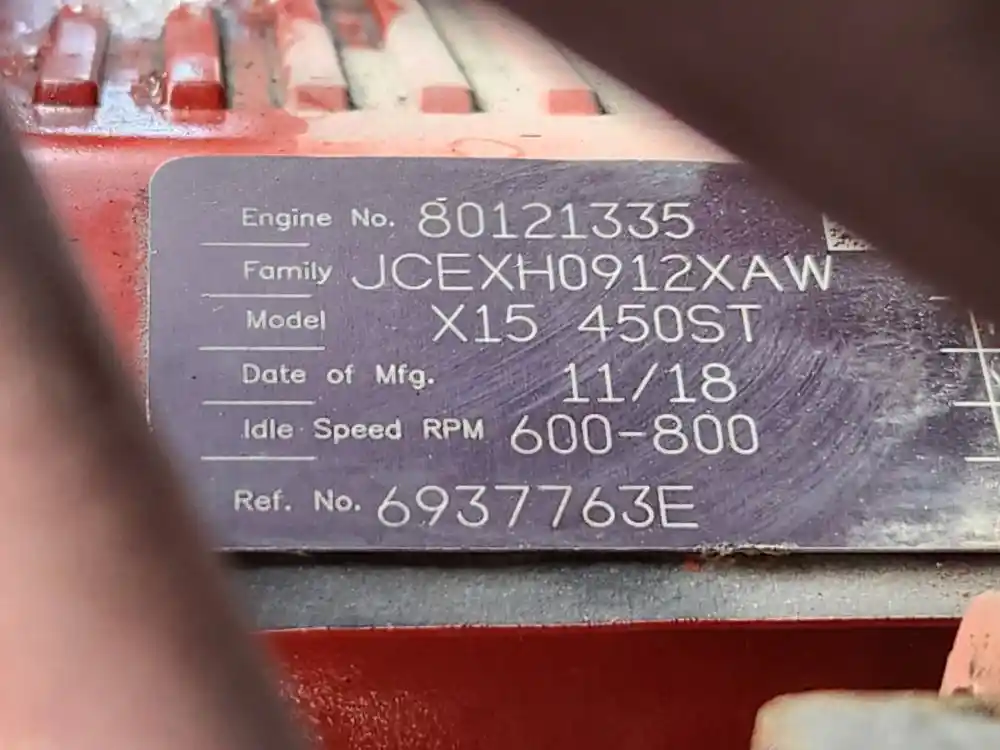 Engine No. 80121335
Family JCEXH0912XAW
Model X15 450ST
Date of Mfg. 11/18
Idle Speed RPM 600-800
Ref. No. 6937763E